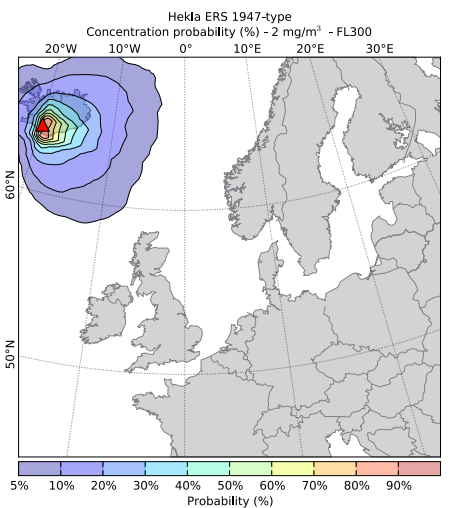 Hekla ERS 1947-type
Concentration probability (%) - 2 mg/m³ - FL300
20°W 10°W 0° 10°E 20°E 30°E
60°N
50°N
5% 10% 20% 30% 40% 50% 60% 70% 80% 90%
Probability (%)